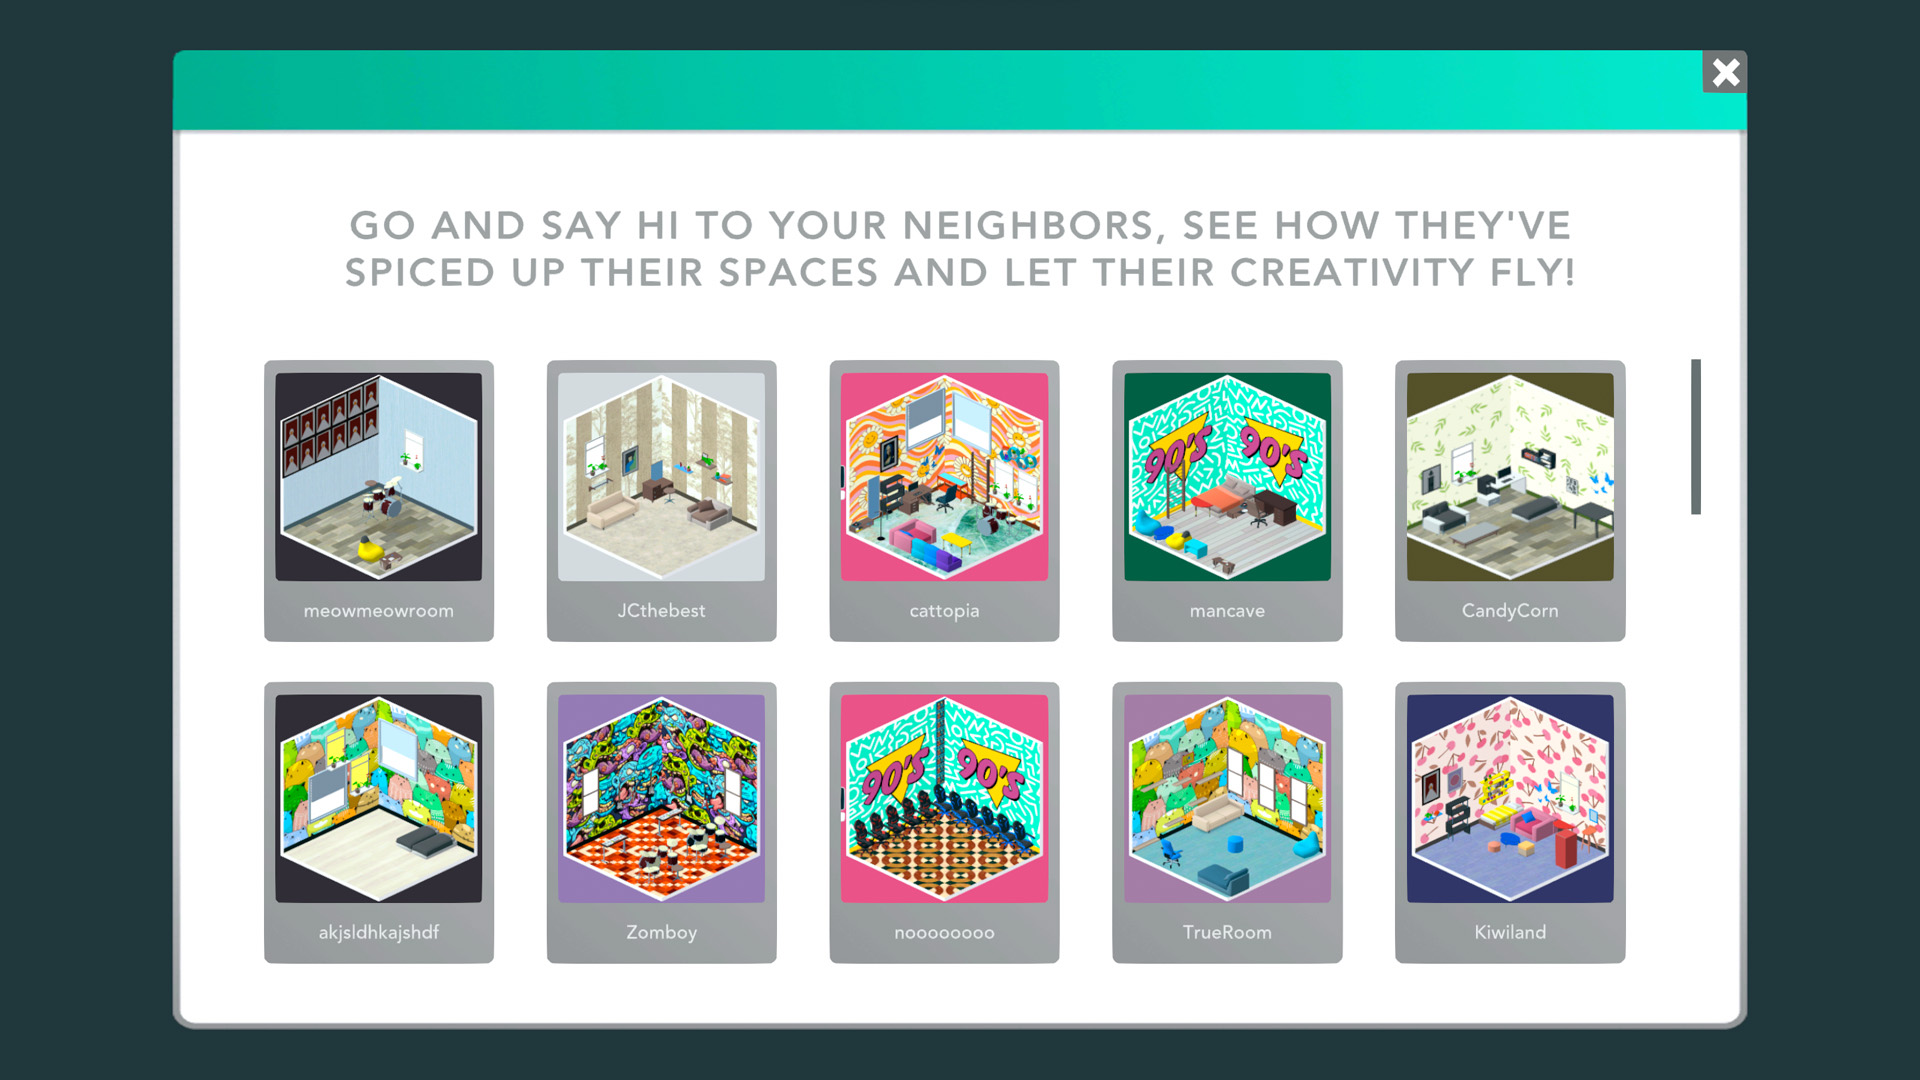 GO AND SAY HI TO YOUR NEIGHBORS, SEE HOW THEY'VE
SPICED UP THEIR SPACES AND LET THEIR CREATIVITY FLY!
90'S 90'S
meowmeowroom
JCthebest
cattopia
mancave
CandyCorn
90'S 90'S
akjsldhkajshdf
Zomboy
noooooooo
TrueRoom
Kiwiland